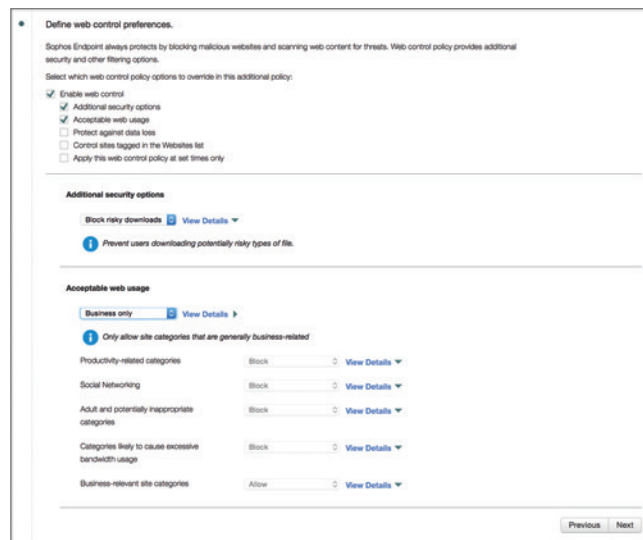 Define web control preferences.
Sophos Endpoint always protects by blocking malicious websites and scanning web content for threats. Web control policy provides additional
security and other filtering options.
Select which web control policy options to override in this additional policy:
Enable web control
Additional security options
Acceptable web usage
Protect against data loss
Control sites tagged in the Websites list
Apply this web control policy at set times only
Additional security options
Block risky downloads View Details
Prevent users downloading potentially risky types of file.
Acceptable web usage
Business only View Details
Only allow site categories that are generally business-related
Productivity-related categories Block View Details
Social Networking Block View Details
Adult and potentially inappropriate Block View Details
categories
Categories likely to cause excessive Block View Details
bandwidth usage
Business-relevant site categories Allow View Details
Previous Next